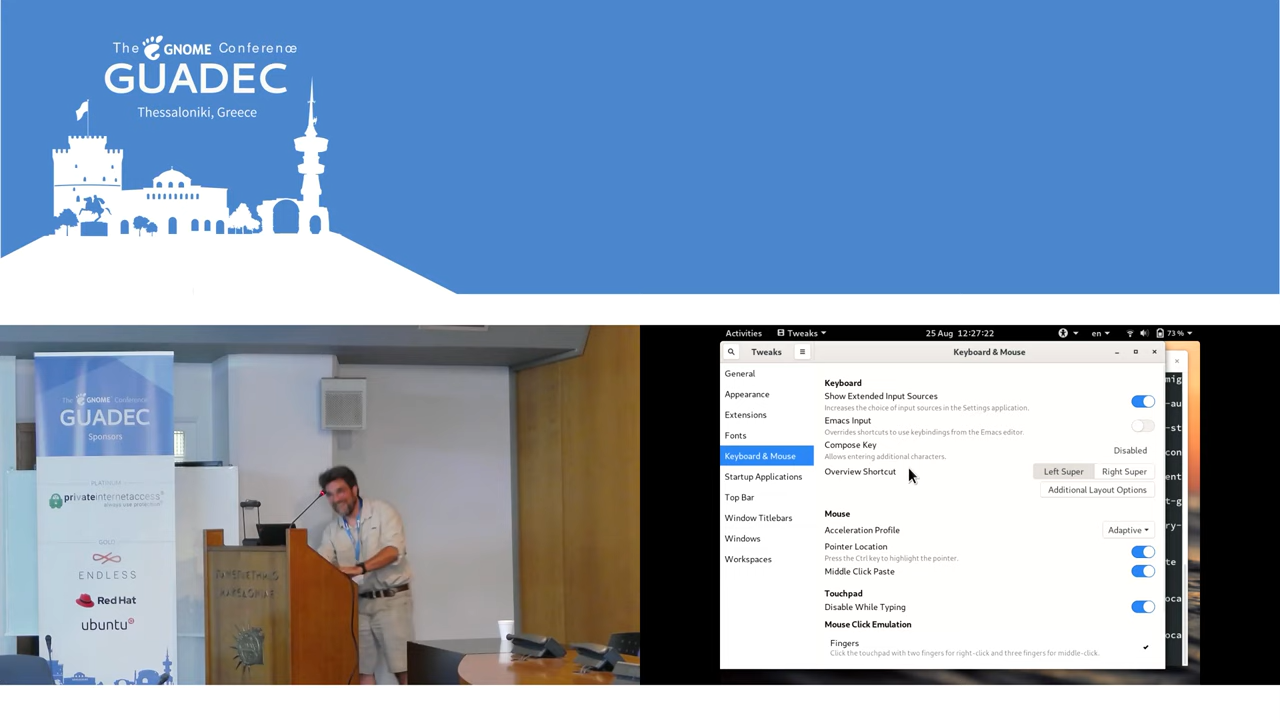 The GNOME Conference
GUADEC
Thessaloniki, Greece
The GNOME Conference
GUADEC
Sponsors
PLATINUM
privateinternetaccess
always use protection
GOLD
ENDLESS
Red Hat
ubuntu
Activities Tweaks 25 Aug 12:27:22 en 73 %
Tweaks Keyboard & Mouse
General
Appearance
Extensions
Fonts
Keyboard & Mouse
Startup Applications
Top Bar
Window Titlebars
Windows
Workspaces
Keyboard
Show Extended Input Sources
Increases the choice of input sources in the Settings application.
Emacs Input
Overrides shortcuts to use keybindings from the Emacs editor.
Compose Key
Disabled
Allows entering additional characters.
Overview Shortcut Left Super Right Super
Additional Layout Options
Mouse
Acceleration Profile Adaptive
Pointer Location
Press the Ctrl key to highlight the pointer.
Middle Click Paste
Touchpad
Disable While Typing
Mouse Click Emulation
Fingers
Click the touchpad with two fingers for right-click and three fingers for middle-click.